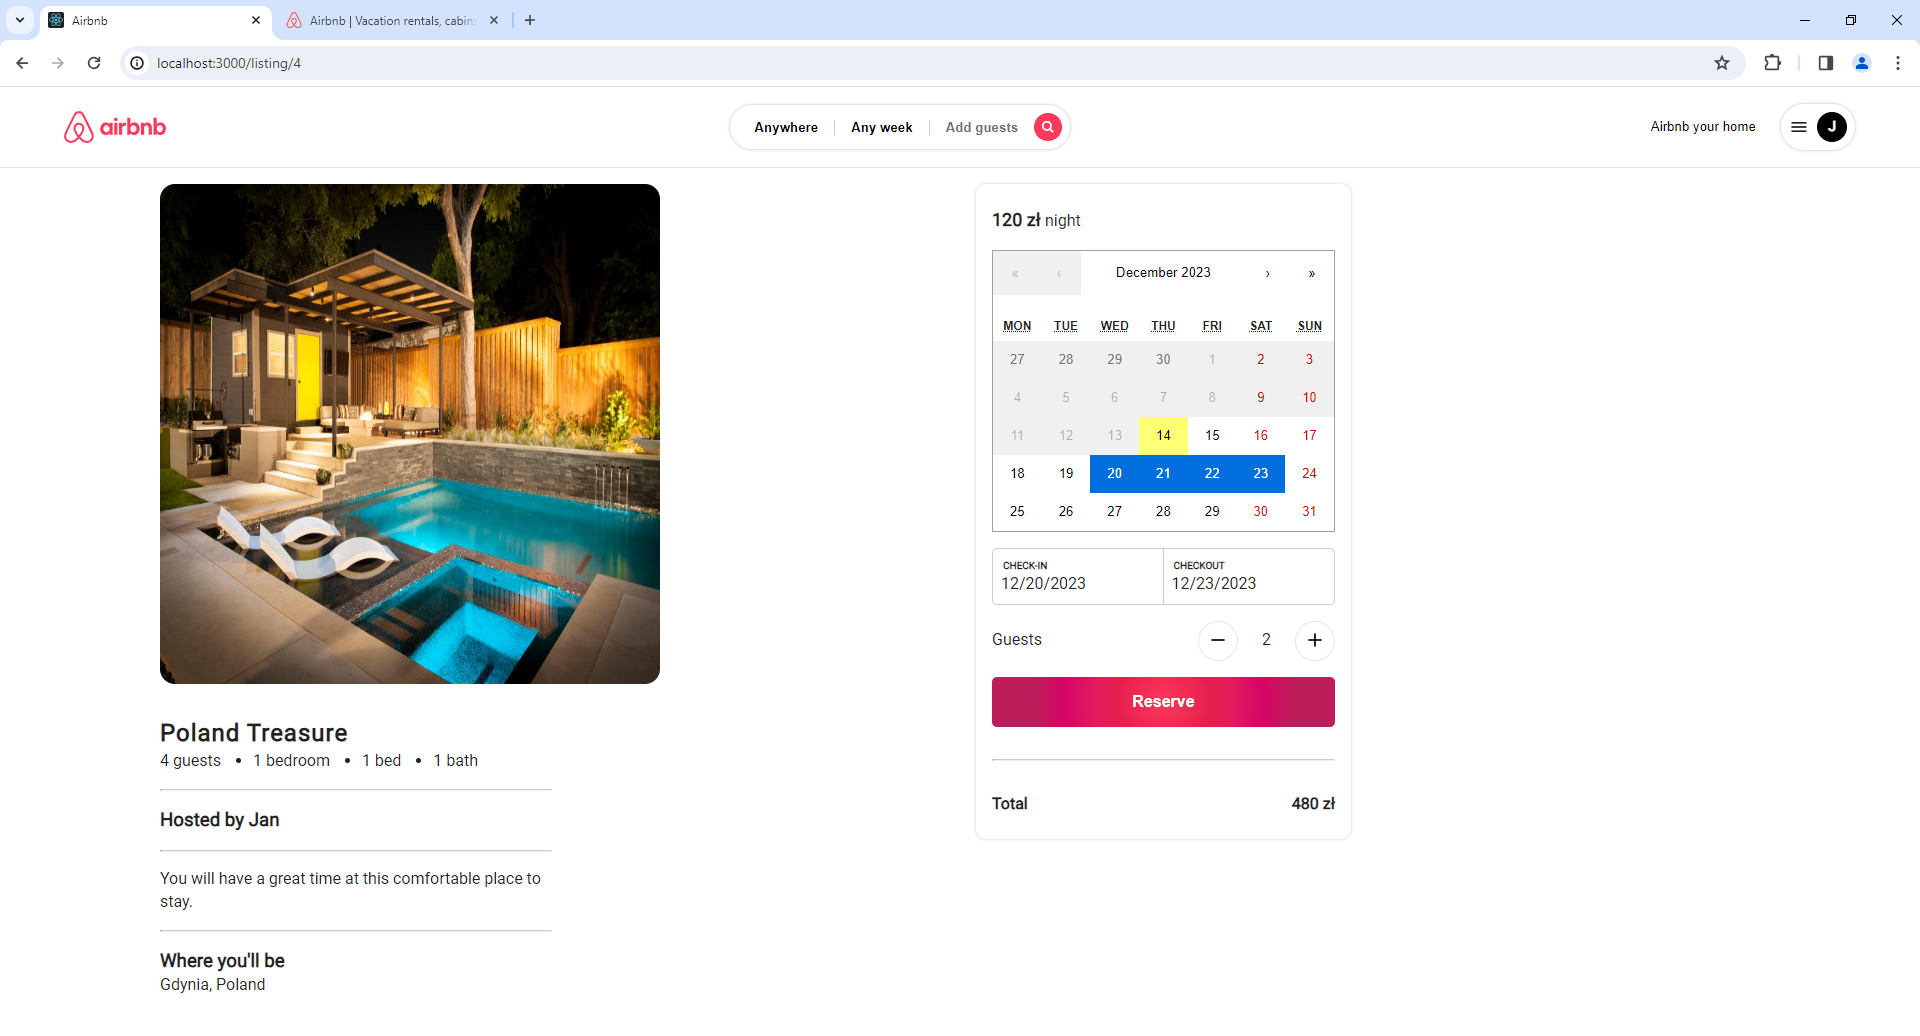 Airbnb
Airbnb | Vacation rentals, cabins
localhost:3000/listing/4
airbnb
Anywhere
Any week
Add guests
Airbnb your home
J
120 zł night
« ‹ December 2023 › »
MON TUE WED THU FRI SAT SUN
27 28 29 30 1 2 3
4 5 6 7 8 9 10
11 12 13 14 15 16 17
18 19 20 21 22 23 24
25 26 27 28 29 30 31
CHECK-IN
12/20/2023
CHECKOUT
12/23/2023
Guests
2
Reserve
Total 480 zł
Poland Treasure
4 guests • 1 bedroom • 1 bed • 1 bath
Hosted by Jan
You will have a great time at this comfortable place to
stay.
Where you'll be
Gdynia, Poland